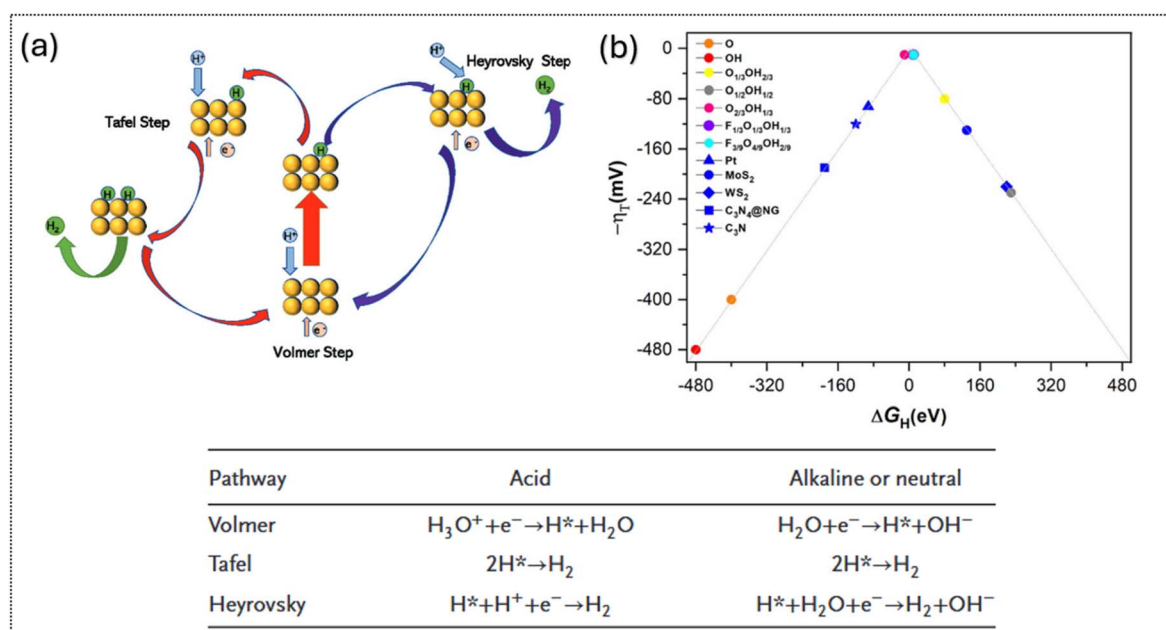 (a)
H⁺
Heyrovsky Step
H
H₂
e⁻
H⁺
H
Tafel Step
e⁻
H
H H
H₂
H⁺
e⁻
Volmer Step
(b)
O
OH
O₁/₃OH₂/₃
O₁/₂OH₁/₂
O₂/₃OH₁/₃
F₁/₃O₁/₃OH₁/₃
F₃/₉O₄/₉OH₂/₉
Pt
MoS₂
WS₂
C₃N₄@NG
C₃N
−η_T(mV)
0
-80
-160
-240
-320
-400
-480
-480 -320 -160 0 160 320 480
ΔG_H(eV)
Pathway Acid Alkaline or neutral
Volmer H₃O⁺+e⁻→H*+H₂O H₂O+e⁻→H*+OH⁻
Tafel 2H*→H₂ 2H*→H₂
Heyrovsky H*+H⁺+e⁻→H₂ H*+H₂O+e⁻→H₂+OH⁻